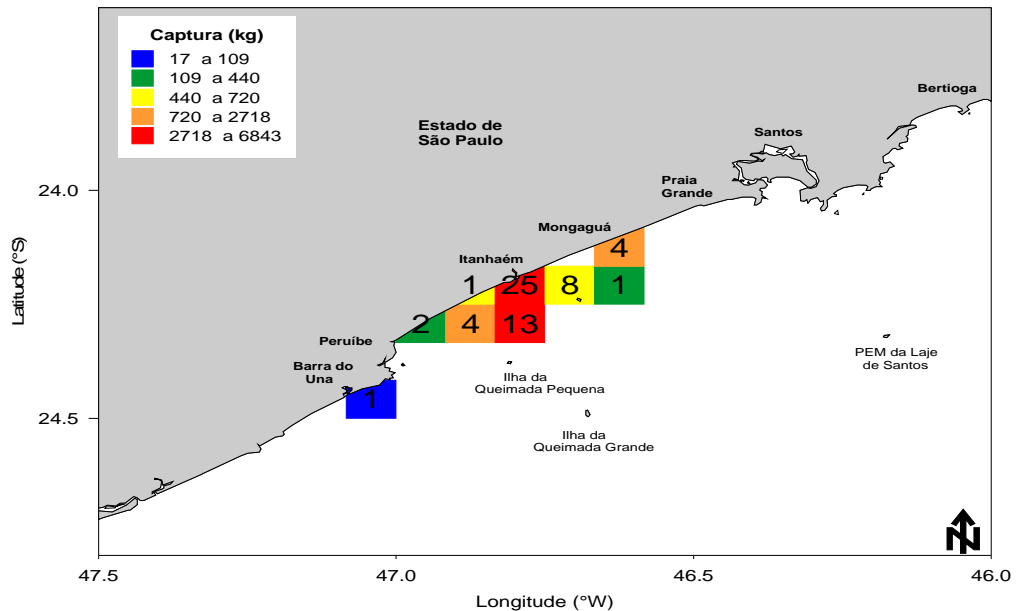 Captura (kg)
17 a 109
109 a 440
440 a 720
720 a 2718
2718 a 6843
Bertioga
Estado de
São Paulo
Santos
Praia
Grande
24.0
Mongaguá
4
Itanhaém
1 25 8 1
Latitude (°S)
2 4 13
Peruíbe
PEM da Laje
de Santos
Barra do
Una
Ilha da
Queimada Pequena
1
24.5
Ilha da
Queimada Grande
N
47.5 47.0 46.5 46.0
Longitude (°W)